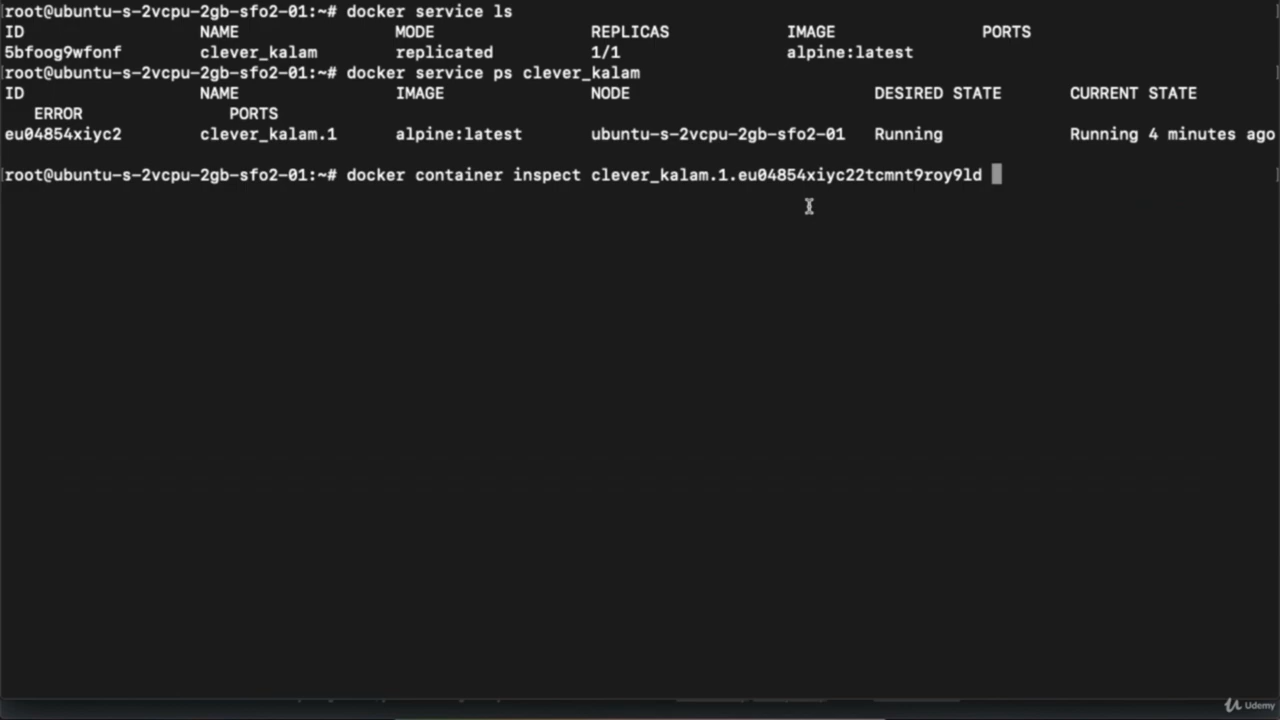 root@ubuntu-s-2vcpu-2gb-sfo2-01:~# docker service ls
ID NAME MODE REPLICAS IMAGE PORTS
5bfoog9wfonf clever_kalam replicated 1/1 alpine:latest
root@ubuntu-s-2vcpu-2gb-sfo2-01:~# docker service ps clever_kalam
ID NAME IMAGE NODE DESIRED STATE CURRENT STATE
ERROR PORTS
eu04854xiyc2 clever_kalam.1 alpine:latest ubuntu-s-2vcpu-2gb-sfo2-01 Running Running 4 minutes ago
root@ubuntu-s-2vcpu-2gb-sfo2-01:~# docker container inspect clever_kalam.1.eu04854xiyc22tcmnt9roy9ld
Udemy